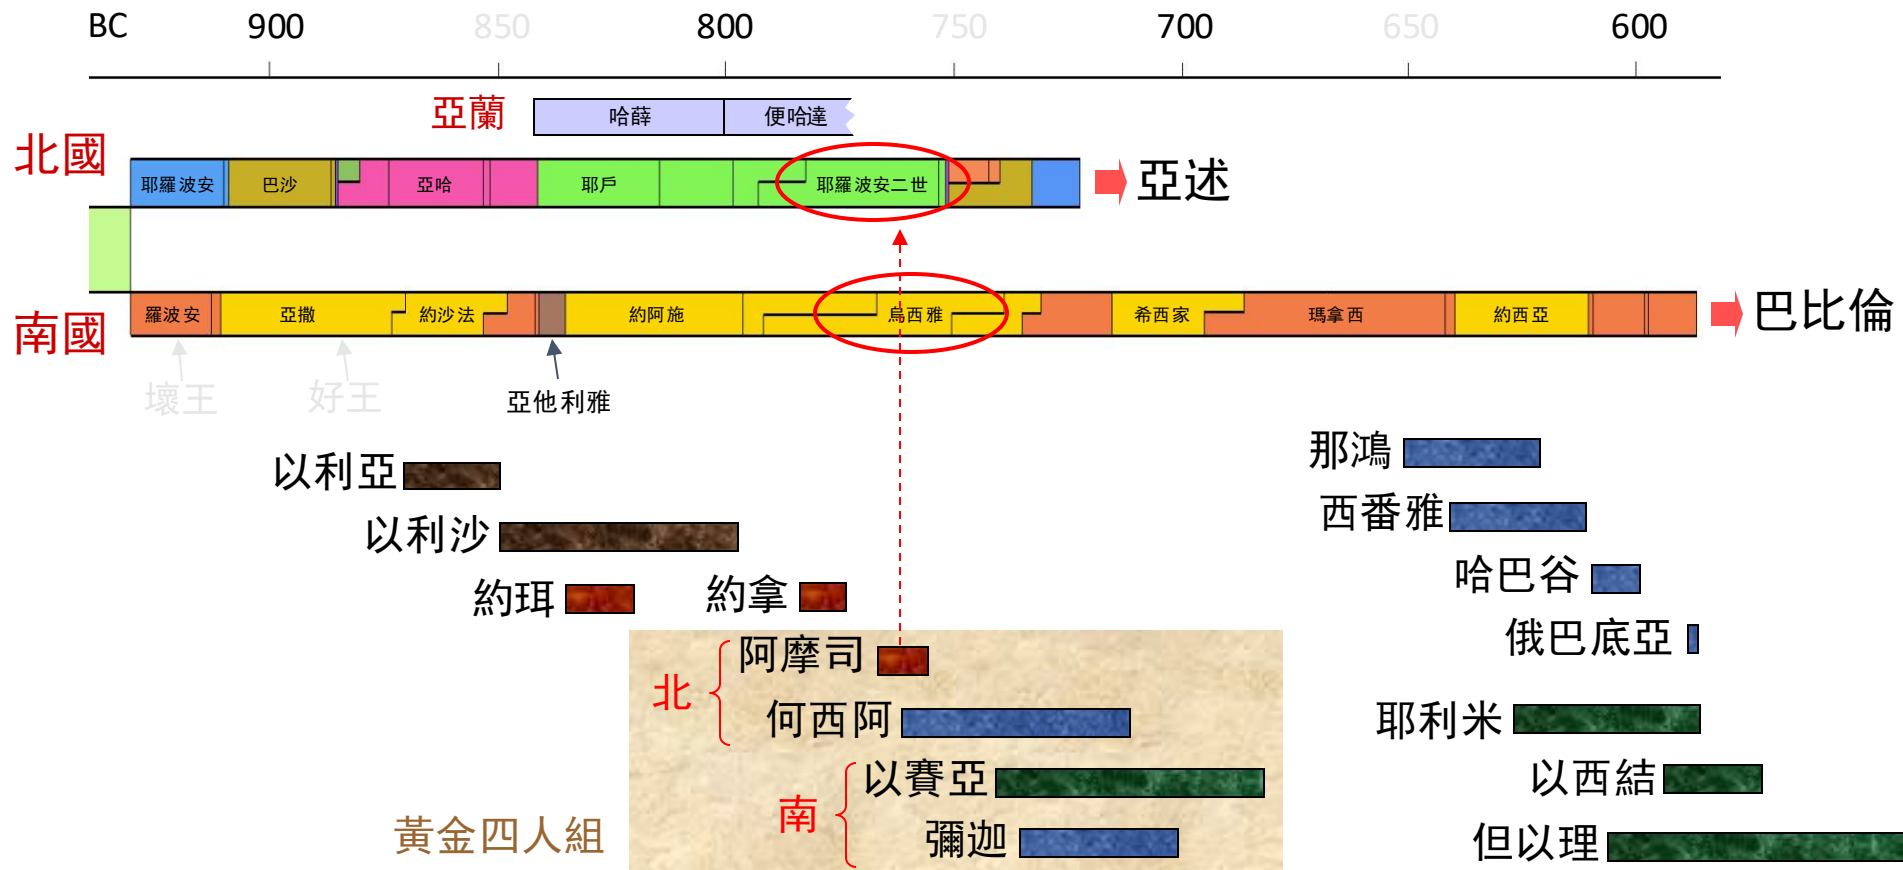 BC 900 850 800 750 700 650 600
亞蘭 哈薛 便哈達
北國
耶羅波安 巴沙 亞哈 耶戶 耶羅波安二世
亞述
南國
羅波安 亞撒 約沙法 約阿施 烏西雅 希西家 瑪拿西 約西亞
巴比倫
壞王 好王 亞他利雅
以利亞
以利沙
約珥 約拿
北
阿摩司
何西阿
南
以賽亞
彌迦
黃金四人組
那鴻
西番雅
哈巴谷
俄巴底亞
耶利米
以西結
但以理